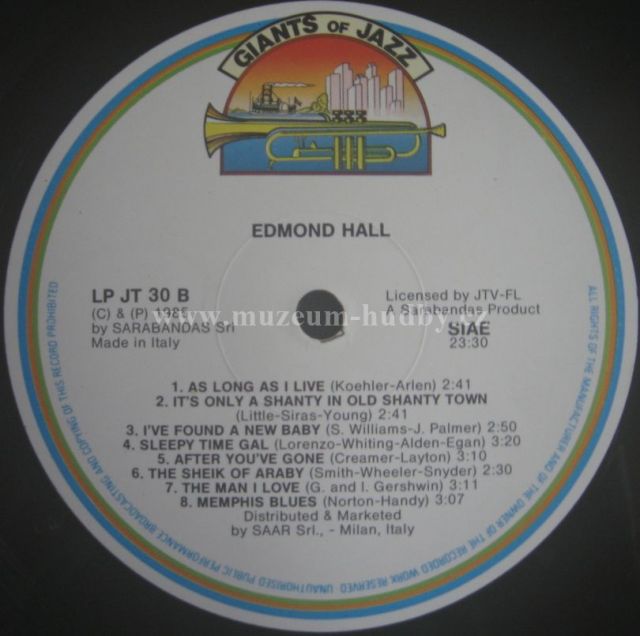 GIANTS OF JAZZ
EDMOND HALL
LP JT 30 B
(C) & (P) 1985
by SARABANDAS Srl
Made in Italy
Licensed by JTV-FL
A Sarabandas Product
SIAE
23:30
www.muzeum-hudby.cz
1. AS LONG AS I LIVE (Koehler-Arlen) 2:41
2. IT'S ONLY A SHANTY IN OLD SHANTY TOWN
(Little-Siras-Young) 2:41
3. I'VE FOUND A NEW BABY (S. Williams-J. Palmer) 2:50
4. SLEEPY TIME GAL (Lorenzo-Whiting-Alden-Egan) 3:20
5. AFTER YOU'VE GONE (Creamer-Layton) 3:10
6. THE SHEIK OF ARABY (Smith-Wheeler-Snyder) 2:30
7. THE MAN I LOVE (G. and I. Gershwin) 3:11
8. MEMPHIS BLUES (Norton-Handy) 3:07
Distributed & Marketed
by SAAR Srl., - Milan, Italy
ALL RIGHTS OF THE MANUFACTURER AND OF THE OWNER OF THE RECORDED WORK RESERVED · UNAUTHORISED PUBLIC PERFORMANCE BROADCASTING AND COPYING OF THIS RECORD PROHIBITED